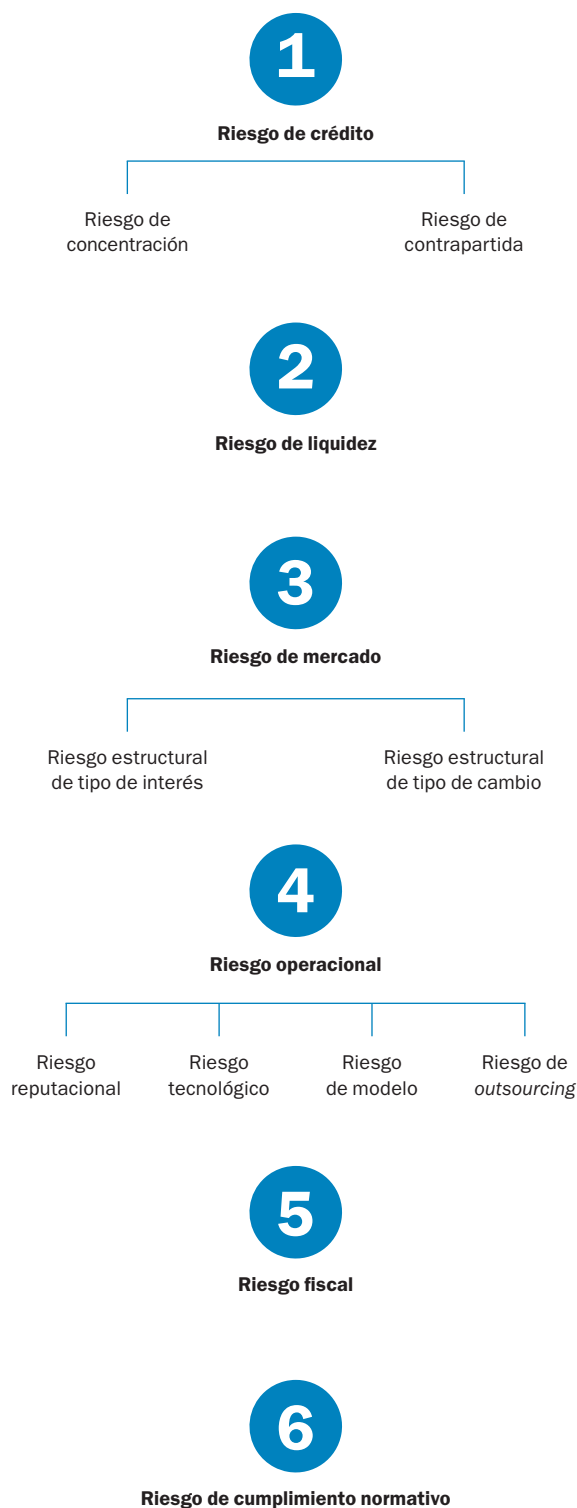 1
Riesgo de crédito
Riesgo de
concentración
Riesgo de
contrapartida
2
Riesgo de liquidez
3
Riesgo de mercado
Riesgo estructural
de tipo de interés
Riesgo estructural
de tipo de cambio
4
Riesgo operacional
Riesgo
reputacional
Riesgo
tecnológico
Riesgo
de modelo
Riesgo de
outsourcing
5
Riesgo fiscal
6
Riesgo de cumplimiento normativo